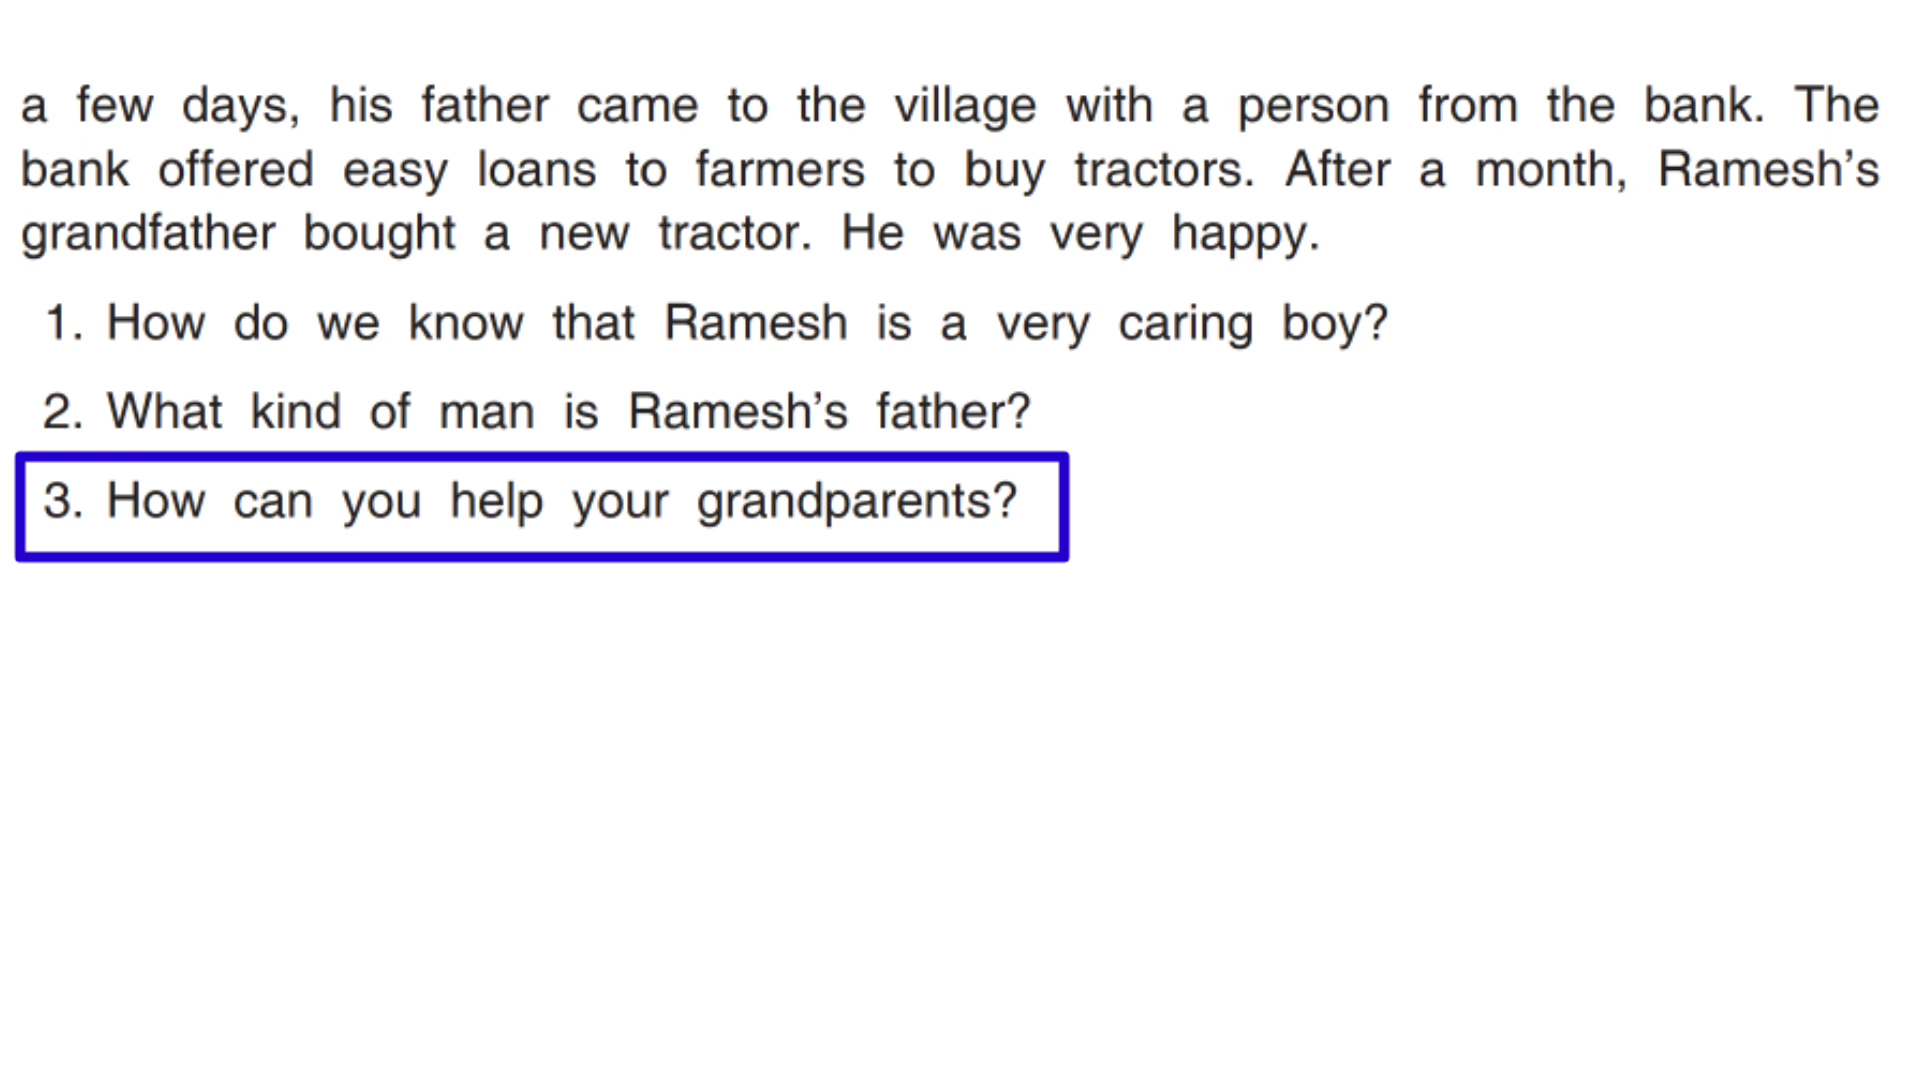 a few days, his father came to the village with a person from the bank. The
bank offered easy loans to farmers to buy tractors. After a month, Ramesh’s
grandfather bought a new tractor. He was very happy.
1. How do we know that Ramesh is a very caring boy?
2. What kind of man is Ramesh’s father?
3. How can you help your grandparents?